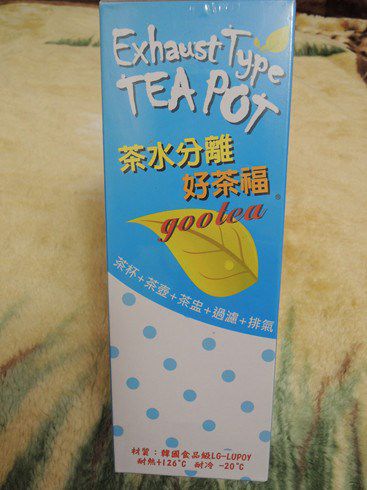 Exhaust Type
TEA POT
茶水分離
好茶福
gootea®
茶杯+茶壺+茶盅+過濾+排氣
材質：韓國食品級LG-LUPOY
耐熱+126°C 耐冷 -20°C